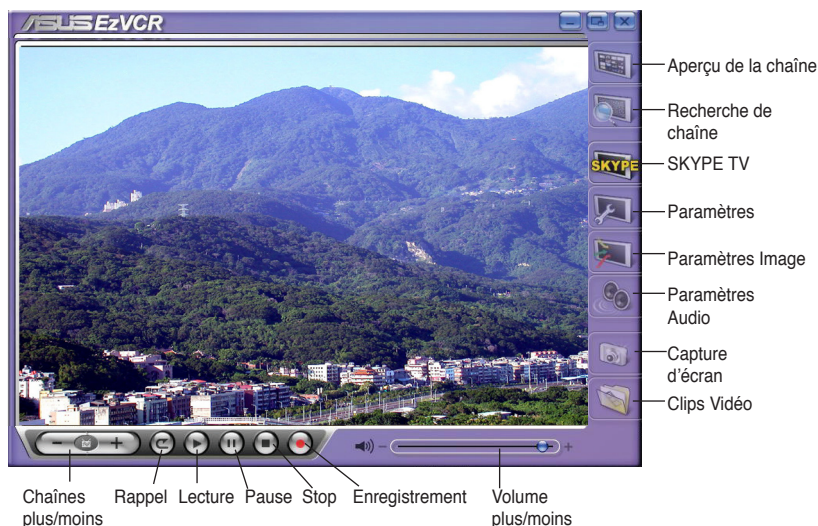 ASUS EzVCR
Aperçu de la chaîne
Recherche de
chaîne
SKYPE
SKYPE TV
Paramètres
Paramètres Image
Paramètres
Audio
Capture
d'écran
Clips Vidéo
Chaînes
plus/moins
Rappel
Lecture
Pause
Stop
Enregistrement
Volume
plus/moins